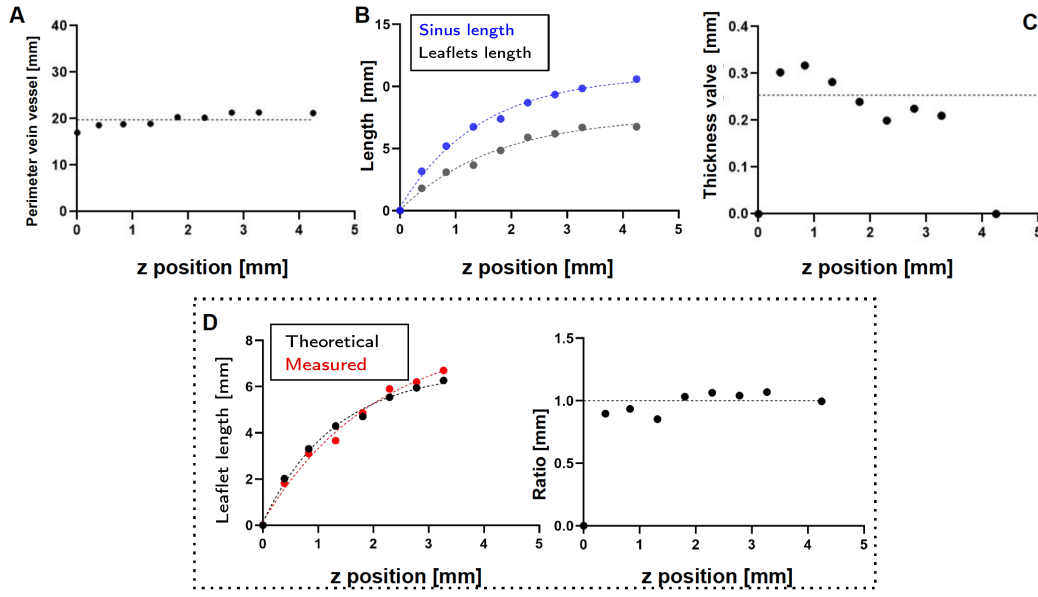 A
Perimeter vein vessel [mm]
40
30
20
10
0
0 1 2 3 4 5
z position [mm]
B
Sinus length
Leaflets length
Length [mm]
15
0
5
0
0 1 2 3 4 5
z position [mm]
C
Thickness valve [mm]
0.4
0.3
0.2
0.1
0.0
0 1 2 3 4 5
z position [mm]
D
Theoretical
Measured
Leaflet length [mm]
8
6
4
2
0
0 1 2 3 4 5
z position [mm]
Ratio [mm]
1.5
1.0
0.5
0.0
0 1 2 3 4 5
z position [mm]